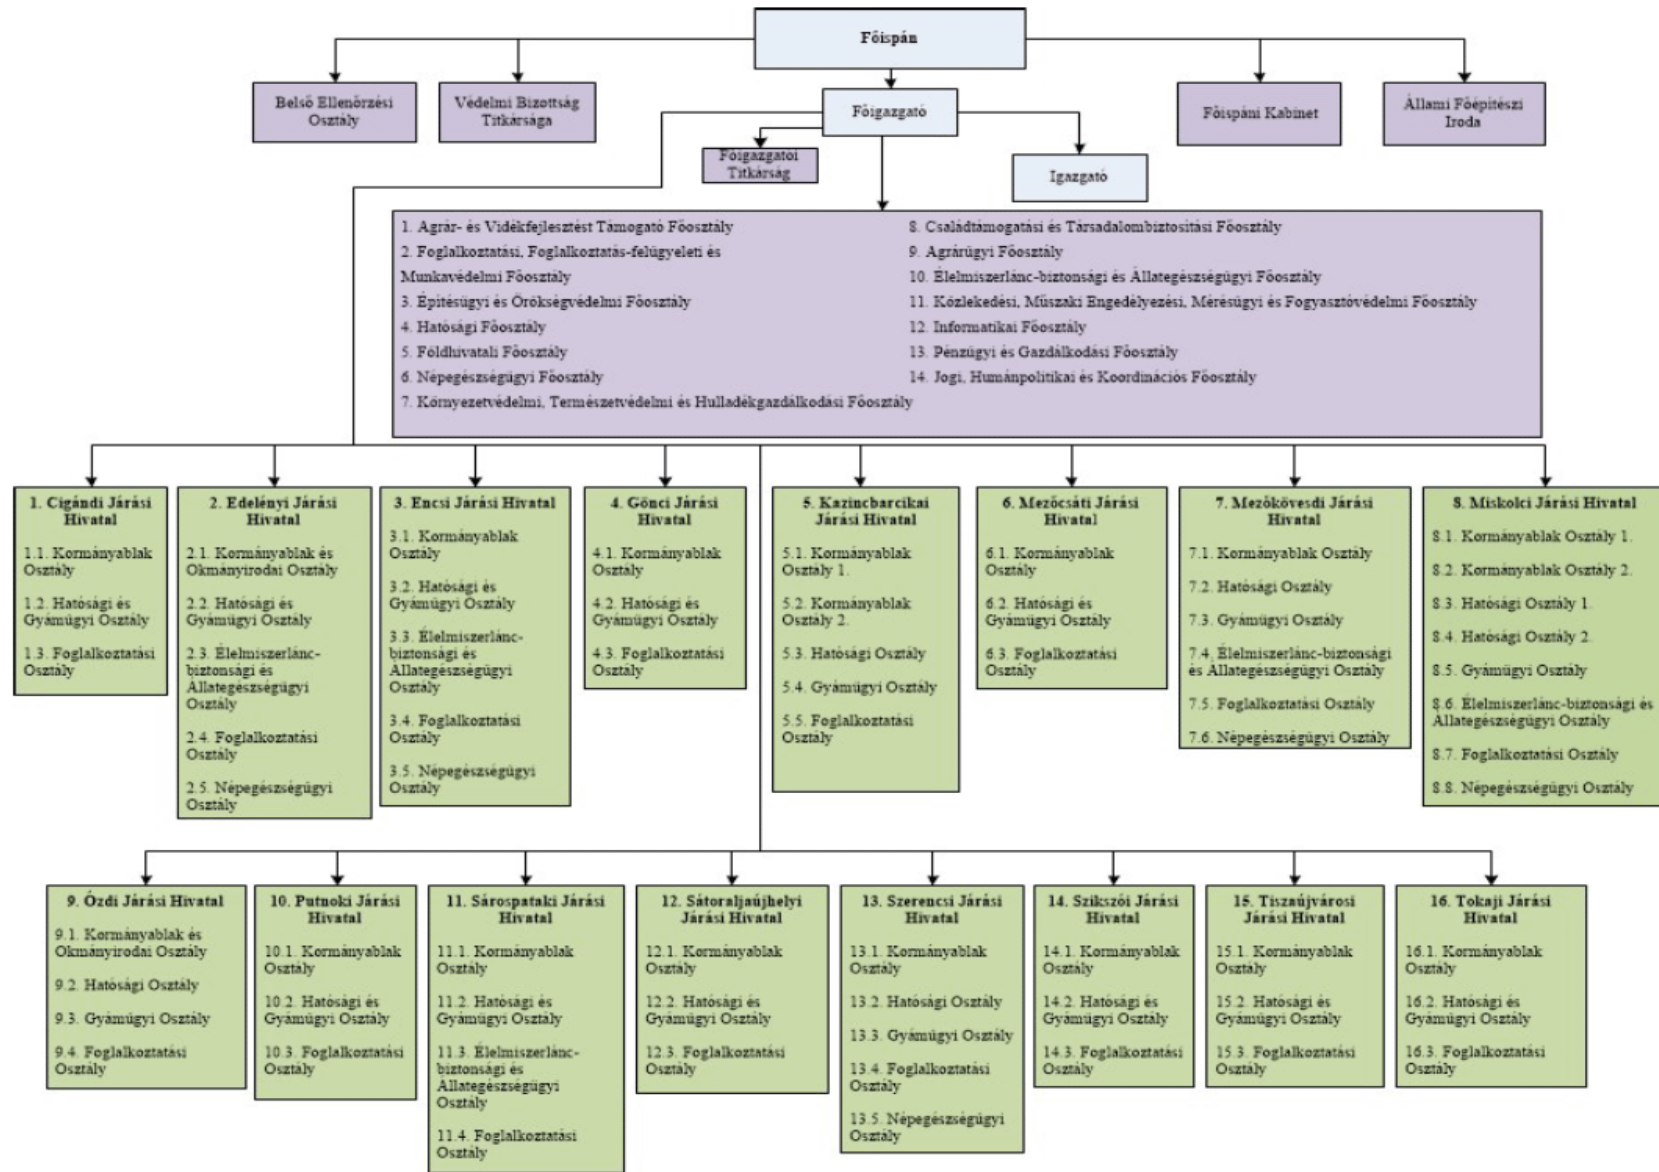 Főispán
Belső Ellenőrzési
Osztály
Védelmi Bizottság
Titkársága
Főigazgató
Főispáni Kabinet
Állami Főépítészi
Iroda
Főigazgatói
Titkárság
Igazgató
1. Agrár- és Vidékfejlesztést Támogató Főosztály
2. Foglalkoztatási, Foglalkoztatás-felügyeleti és
Munkavédelmi Főosztály
3. Építésügyi és Örökségvédelmi Főosztály
4. Hatósági Főosztály
5. Földhivatali Főosztály
6. Népegészségügyi Főosztály
7. Környezetvédelmi, Természetvédelmi és Hulladékgazdálkodási Főosztály
8. Családtámogatási és Társadalombiztosítási Főosztály
9. Agrárügyi Főosztály
10. Élelmiszerlánc-biztonsági és Állategészségügyi Főosztály
11. Közlekedési, Műszaki Engedélyezési, Mérésügyi és Fogyasztóvédelmi Főosztály
12. Informatikai Főosztály
13. Pénzügyi és Gazdálkodási Főosztály
14. Jogi, Humánpolitikai és Koordinációs Főosztály
1. Cigándi Járási
Hivatal
1.1. Kormányablak
Osztály
1.2. Hatósági és
Gyámügyi Osztály
1.3. Foglalkoztatási
Osztály
2. Edelényi Járási
Hivatal
2.1. Kormányablak és
Okmányirodai Osztály
2.2. Hatósági és
Gyámügyi Osztály
2.3. Élelmiszerlánc-
biztonsági és
Állategészségügyi
Osztály
2.4. Foglalkoztatási
Osztály
2.5. Népegészségügyi
Osztály
3. Encsi Járási Hivatal
3.1. Kormányablak
Osztály
3.2. Hatósági és
Gyámügyi Osztály
3.3. Élelmiszerlánc-
biztonsági és
Állategészségügyi
Osztály
3.4. Foglalkoztatási
Osztály
3.5. Népegészségügyi
Osztály
4. Gönci Járási
Hivatal
4.1. Kormányablak
Osztály
4.2. Hatósági és
Gyámügyi Osztály
4.3. Foglalkoztatási
Osztály
5. Kazincbarcikai
Járási Hivatal
5.1. Kormányablak
Osztály 1.
5.2. Kormányablak
Osztály 2.
5.3. Hatósági Osztály
5.4. Gyámügyi Osztály
5.5. Foglalkoztatási
Osztály
6. Mezőcsáti Járási
Hivatal
6.1. Kormányablak
Osztály
6.2. Hatósági és
Gyámügyi Osztály
6.3. Foglalkoztatási
Osztály
7. Mezőkövesdi Járási
Hivatal
7.1. Kormányablak Osztály
7.2. Hatósági Osztály
7.3. Gyámügyi Osztály
7.4. Élelmiszerlánc-biztonsági
és Állategészségügyi Osztály
7.5. Foglalkoztatási Osztály
7.6. Népegészségügyi Osztály
8. Miskolci Járási Hivatal
8.1. Kormányablak Osztály 1.
8.2. Kormányablak Osztály 2.
8.3. Hatósági Osztály 1.
8.4. Hatósági Osztály 2.
8.5. Gyámügyi Osztály
8.6. Élelmiszerlánc-biztonsági és
Állategészségügyi Osztály
8.7. Foglalkoztatási Osztály
8.8. Népegészségügyi Osztály
9. Ózdi Járási Hivatal
9.1. Kormányablak és
Okmányirodai Osztály
9.2. Hatósági Osztály
9.3. Gyámügyi Osztály
9.4. Foglalkoztatási
Osztály
10. Putnoki Járási
Hivatal
10.1. Kormányablak
Osztály
10.2. Hatósági és
Gyámügyi Osztály
10.3. Foglalkoztatási
Osztály
11. Sárospataki Járási
Hivatal
11.1. Kormányablak
Osztály
11.2. Hatósági és
Gyámügyi Osztály
11.3. Élelmiszerlánc-
biztonsági és
Állategészségügyi
Osztály
11.4. Foglalkoztatási
Osztály
12. Sátoraljaújhelyi
Járási Hivatal
12.1. Kormányablak
Osztály
12.2. Hatósági és
Gyámügyi Osztály
12.3. Foglalkoztatási
Osztály
13. Szerencsi Járási
Hivatal
13.1. Kormányablak
Osztály
13.2. Hatósági Osztály
13.3. Gyámügyi Osztály
13.4. Foglalkoztatási
Osztály
13.5. Népegészségügyi
Osztály
14. Szikszói Járási
Hivatal
14.1. Kormányablak
Osztály
14.2. Hatósági és
Gyámügyi Osztály
14.3. Foglalkoztatási
Osztály
15. Tiszaújvárosi
Járási Hivatal
15.1. Kormányablak
Osztály
15.2. Hatósági és
Gyámügyi Osztály
15.3. Foglalkoztatási
Osztály
16. Tokaji Járási
Hivatal
16.1. Kormányablak
Osztály
16.2. Hatósági és
Gyámügyi Osztály
16.3. Foglalkoztatási
Osztály